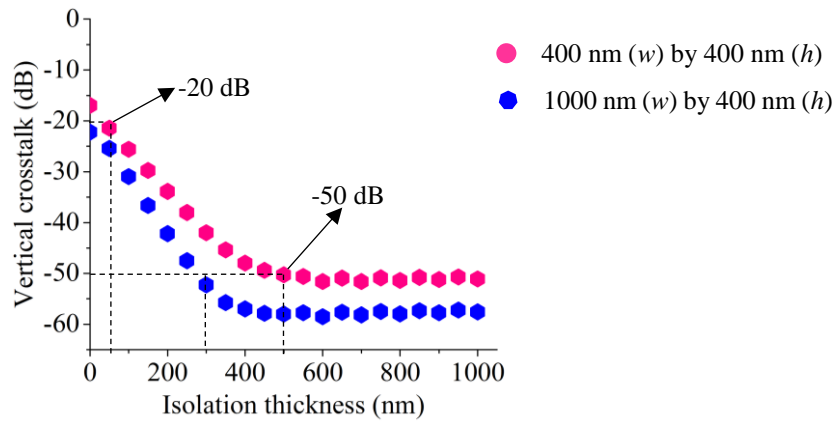 0
-10
-20
-30
-40
-50
-60
Vertical crosstalk (dB)
-20 dB
-50 dB
400 nm (w) by 400 nm (h)
1000 nm (w) by 400 nm (h)
0 200 400 600 800 1000
Isolation thickness (nm)